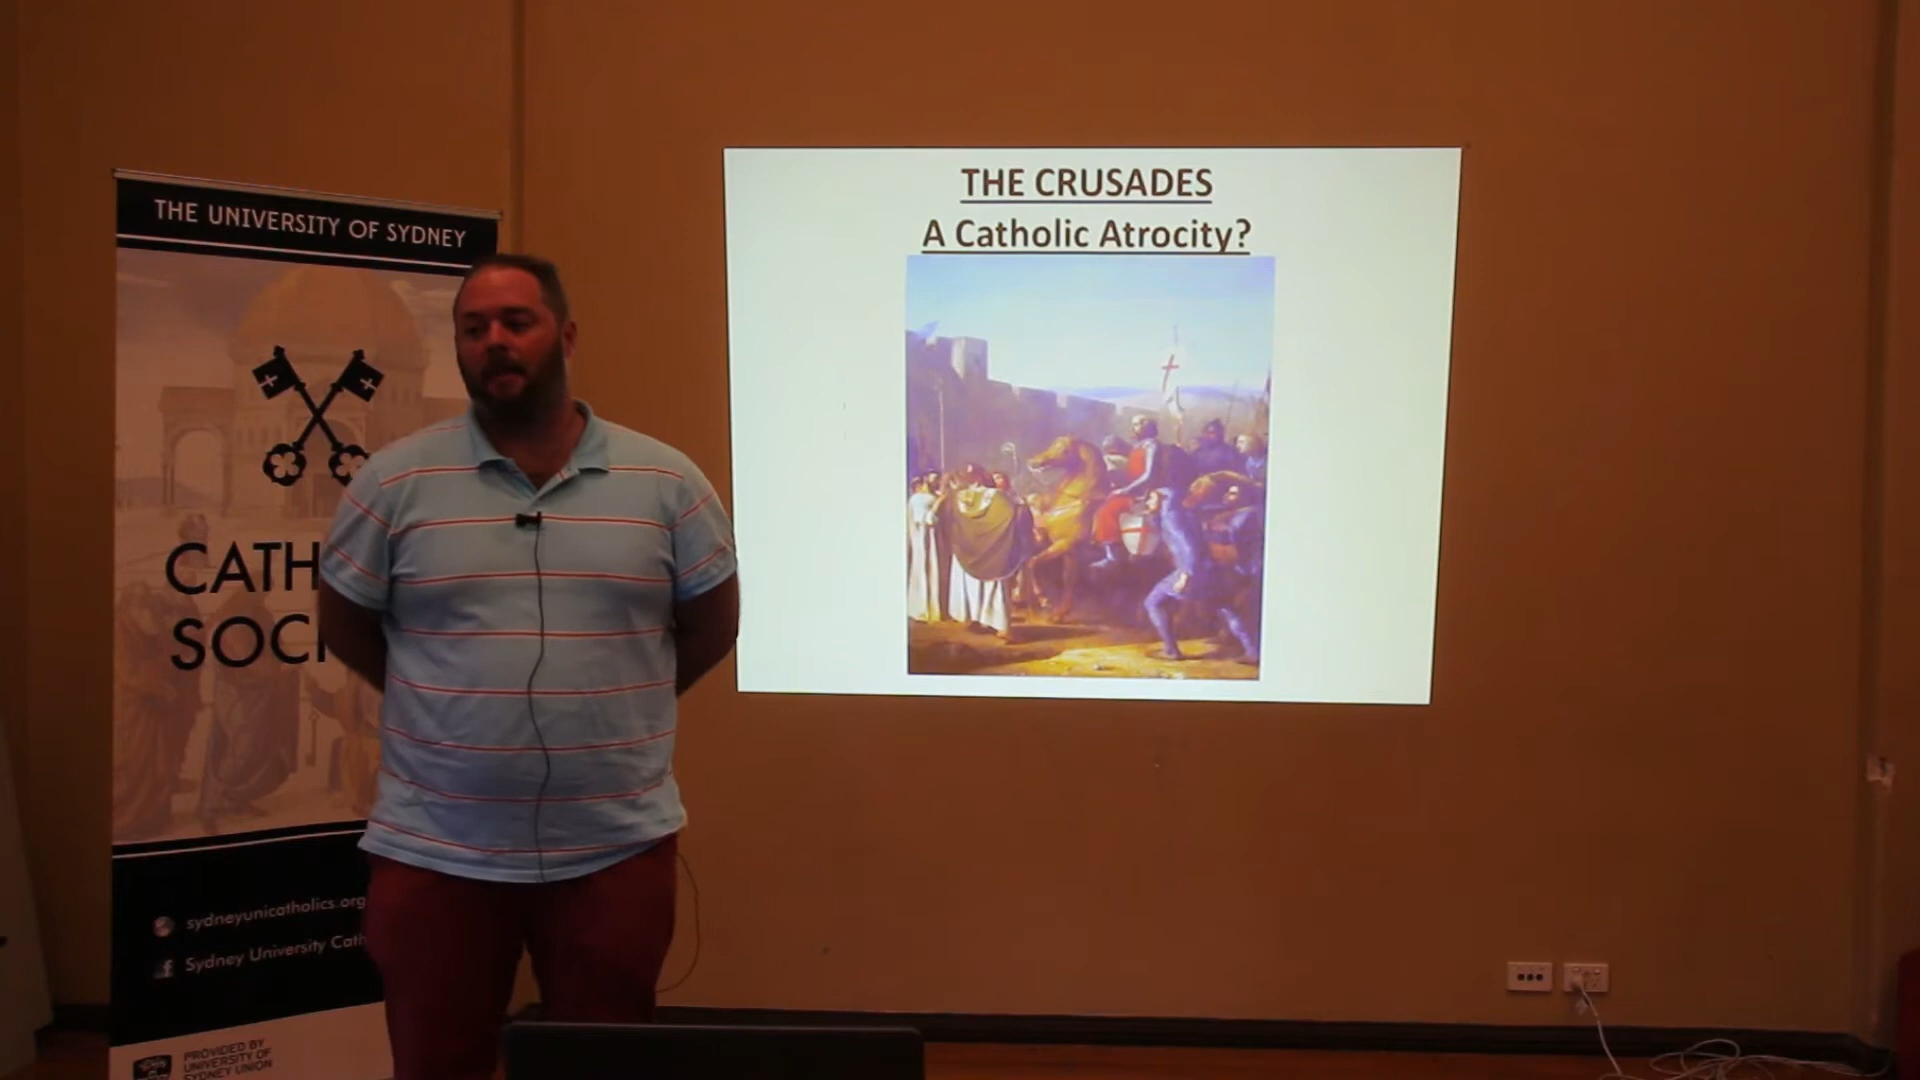 THE UNIVERSITY OF SYDNEY
CATH
SOCI
sydneyunicatholics.org
Sydney University Cath
PROVIDED BY
UNIVERSITY OF
SYDNEY UNION
THE CRUSADES
A Catholic Atrocity?